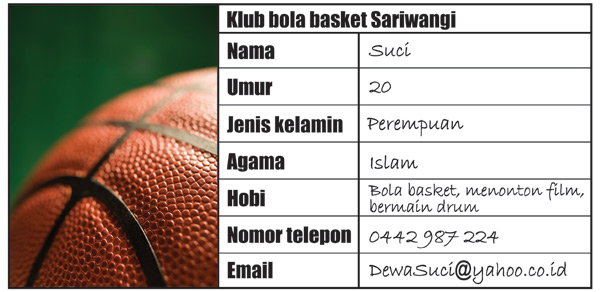 Klub bola basket Sariwangi
Nama Suci
Umur 20
Jenis kelamin Perempuan
Agama Islam
Hobi Bola basket, menonton film,
bermain drum
Nomor telepon 0442 987 224
Email DewaSuci@yahoo.co.id